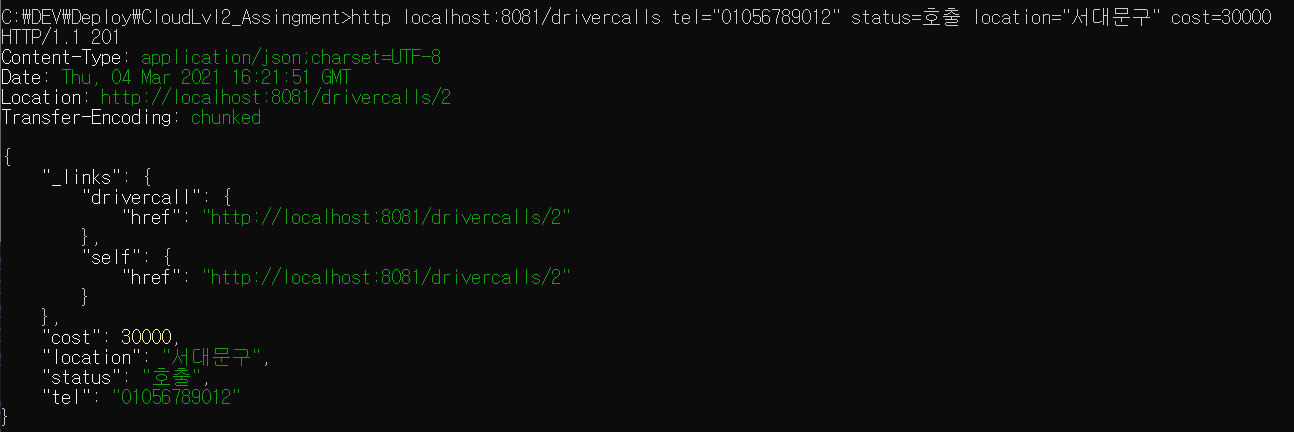 C:₩DEV₩Deploy₩CloudLvl2_Assingment>http localhost:8081/drivercalls tel="01056789012" status=호출 location="서대문구" cost=30000
HTTP/1.1 201
Content-Type: application/json;charset=UTF-8
Date: Thu, 04 Mar 2021 16:21:51 GMT
Location: http://localhost:8081/drivercalls/2
Transfer-Encoding: chunked
{
    "_links": {
        "drivercall": {
            "href": "http://localhost:8081/drivercalls/2"
        },
        "self": {
            "href": "http://localhost:8081/drivercalls/2"
        }
    },
    "cost": 30000,
    "location": "서대문구",
    "status": "호출",
    "tel": "01056789012"
}